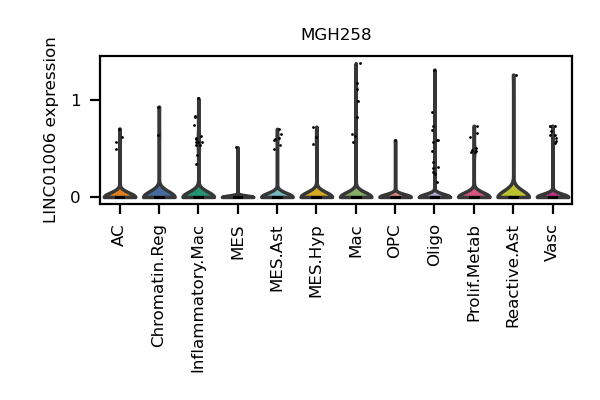 MGH258
LINC01006 expression
1
0
AC
Chromatin.Reg
Inflammatory.Mac
MES
MES.Ast
MES.Hyp
Mac
OPC
Oligo
Prolif.Metab
Reactive.Ast
Vasc